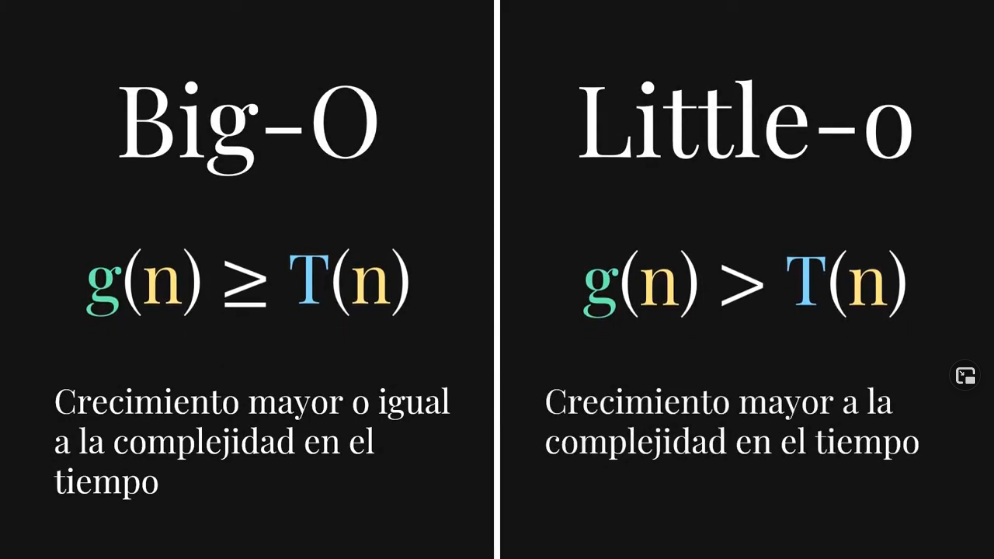 Big-O
g(n) ≥ T(n)
Crecimiento mayor o igual
a la complejidad en el
tiempo
Little-o
g(n) > T(n)
Crecimiento mayor a la
complejidad en el tiempo